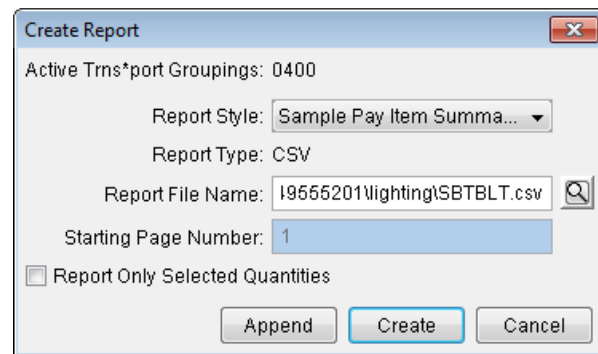 Create Report
Active Trns*port Groupings: 0400
Report Style: Sample Pay Item Summa...
Report Type: CSV
Report File Name: 49555201\lighting\SBTBLT.csv
Starting Page Number: 1
Report Only Selected Quantities
Append Create Cancel